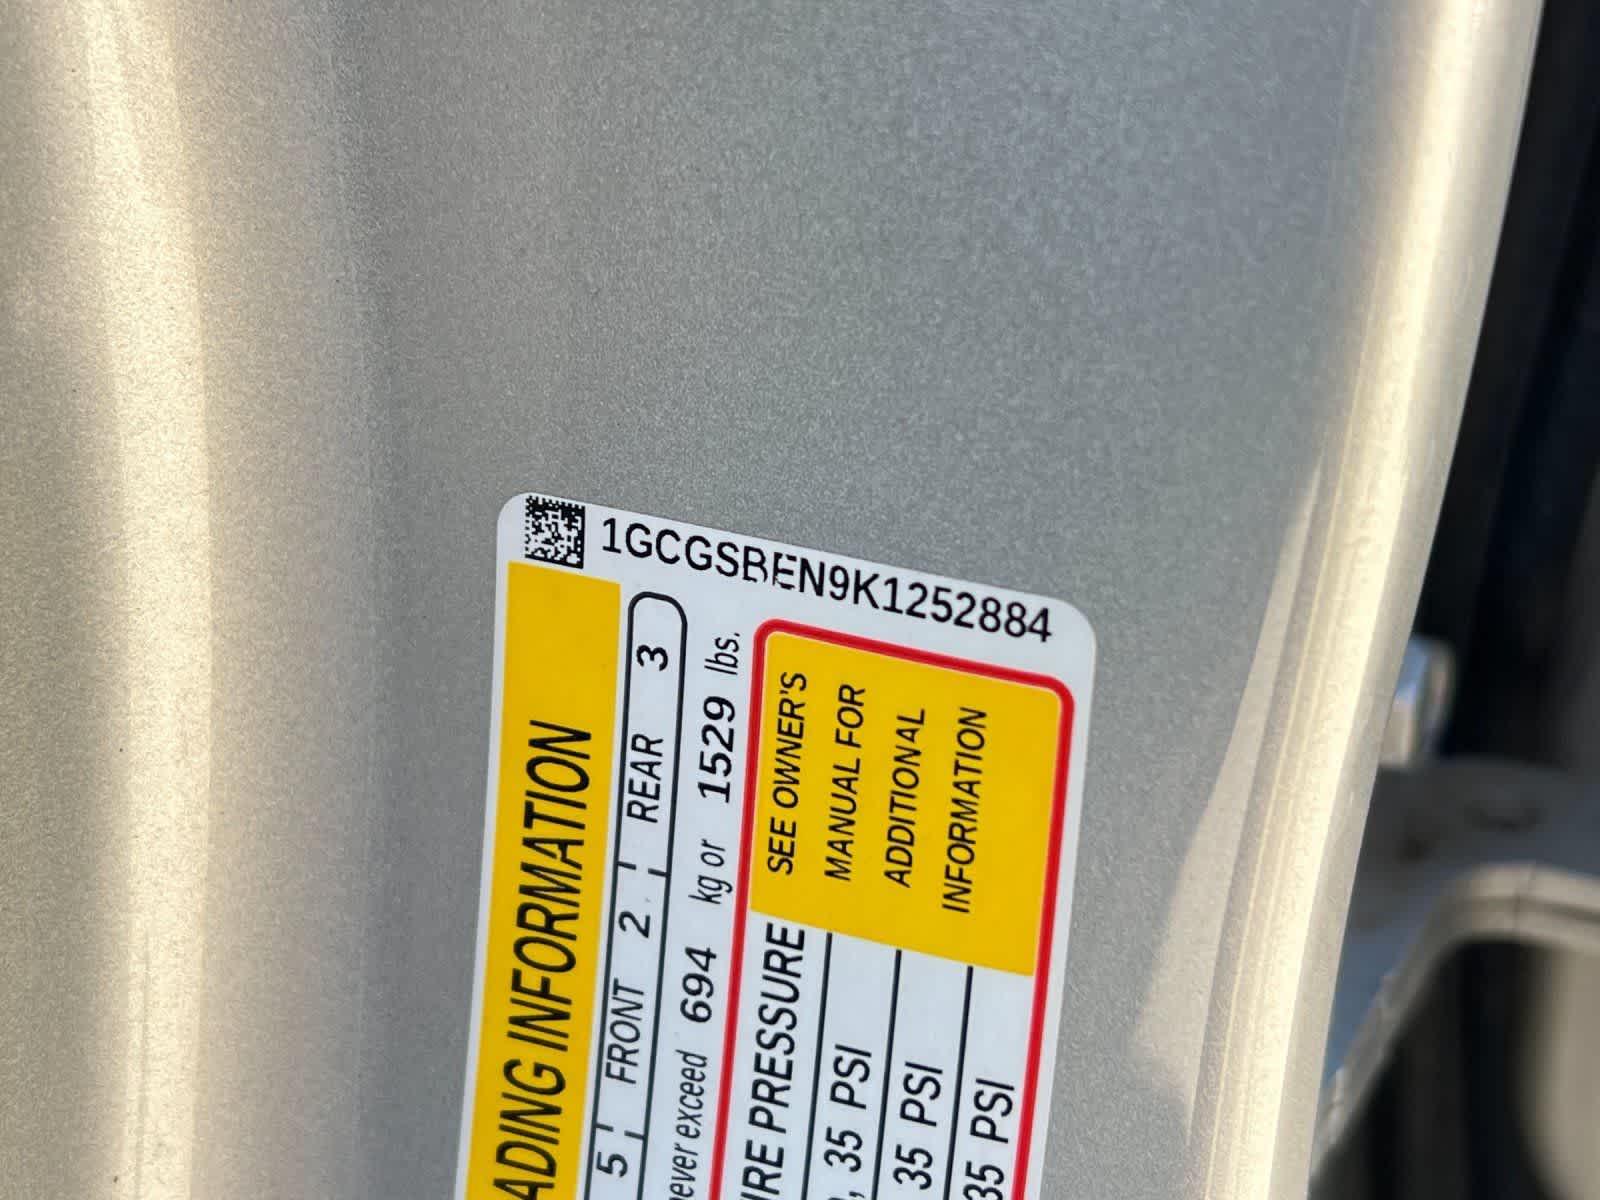 1GCGSBEN9K1252884
ADING INFORMATION
5 FRONT 2 REAR 3
never exceed 694 kg or 1529 lbs.
IRE PRESSURE
35 PSI
35 PSI
35 PSI
SEE OWNER'S
MANUAL FOR
ADDITIONAL
INFORMATION